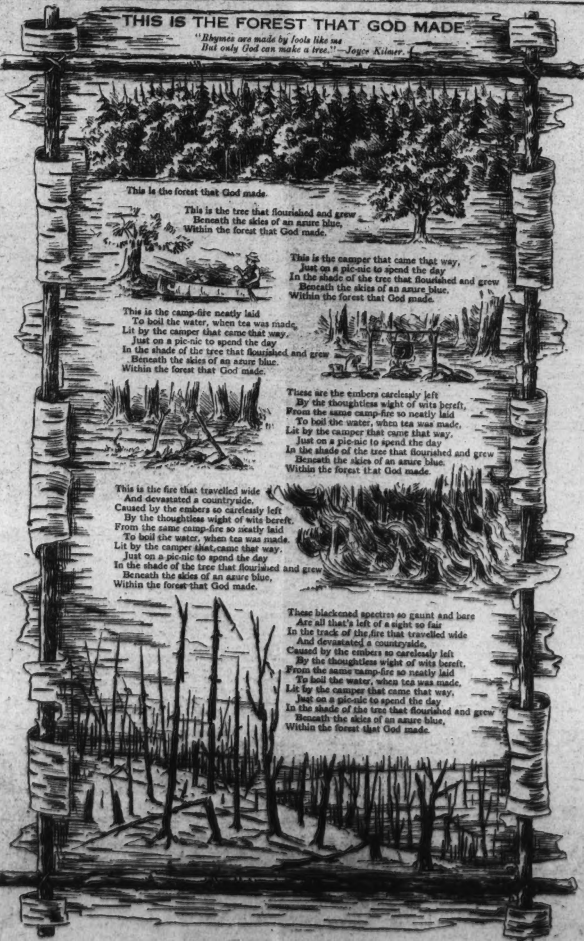 THIS IS THE FOREST THAT GOD MADE
"Rhymes are made by fools like me
But only God can make a tree."—Joyce Kilmer.
This is the forest that God made.
This is the tree that flourished and grew
Beneath the skies of an azure blue,
Within the forest that God made.
This is the camper that came that way,
Just on a pic-nic to spend the day
In the shade of the tree that flourished and grew
Beneath the skies of an azure blue,
Within the forest that God made.
This is the camp-fire neatly laid
To boil the water, when tea was made,
Lit by the camper that came that way,
Just on a pic-nic to spend the day
In the shade of the tree that flourished and grew
Beneath the skies of an azure blue.
Within the forest that God made.
These are the embers carelessly left
By the thoughtless wight of wits bereft,
From the same camp-fire so neatly laid
To boil the water, when tea was made,
Lit by the camper that came that way,
Just on a pic-nic to spend the day
In the shade of the tree that flourished and grew
Beneath the skies of an azure blue,
Within the forest that God made.
This is the fire that travelled wide
And devastated a countryside,
Caused by the embers so carelessly left
By the thoughtless wight of wits bereft,
From the same camp-fire so neatly laid
To boil the water, when tea was made.
Lit by the camper that came that way.
Just on a pic-nic to spend the day
In the shade of the tree that flourished and grew
Beneath the skies of an azure blue,
Within the forest that God made.
These blackened spectres so gaunt and bare
Are all that's left of a sight so fair
In the track of the fire that travelled wide
And devastated a countryside,
Caused by the embers so carelessly left
By the thoughtless wight of wits bereft,
From the same camp-fire so neatly laid
To boil the water, when tea was made,
Lit by the camper that came that way,
Just on a pic-nic to spend the day
In the shade of the tree that flourished and grew
Beneath the skies of an azure blue,
Within the forest that God made.